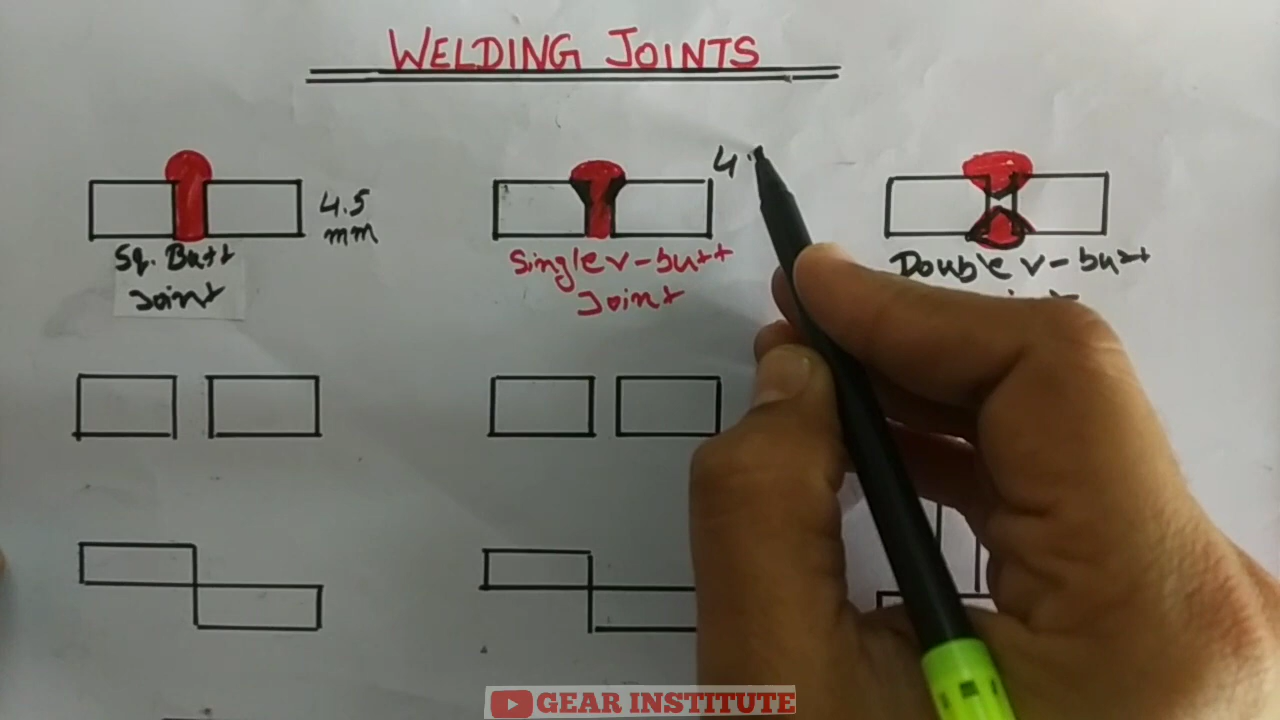 WELDING JOINTS
4.5
mm
Sq. Butt
Joint
4.
Single v-butt
Joint
Double v-butt
GEAR INSTITUTE